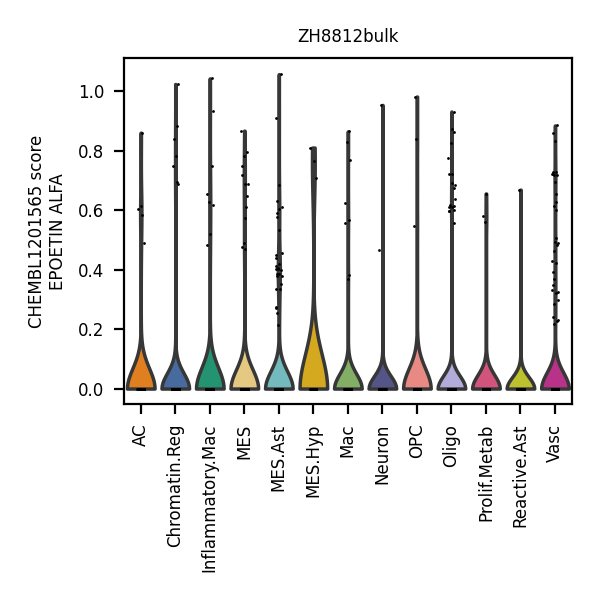 ZH8812bulk
CHEMBL1201565 score
EPOETIN ALFA
1.0
0.8
0.6
0.4
0.2
0.0
AC
Chromatin.Reg
Inflammatory.Mac
MES
MES.Ast
MES.Hyp
Mac
Neuron
OPC
Oligo
Prolif.Metab
Reactive.Ast
Vasc